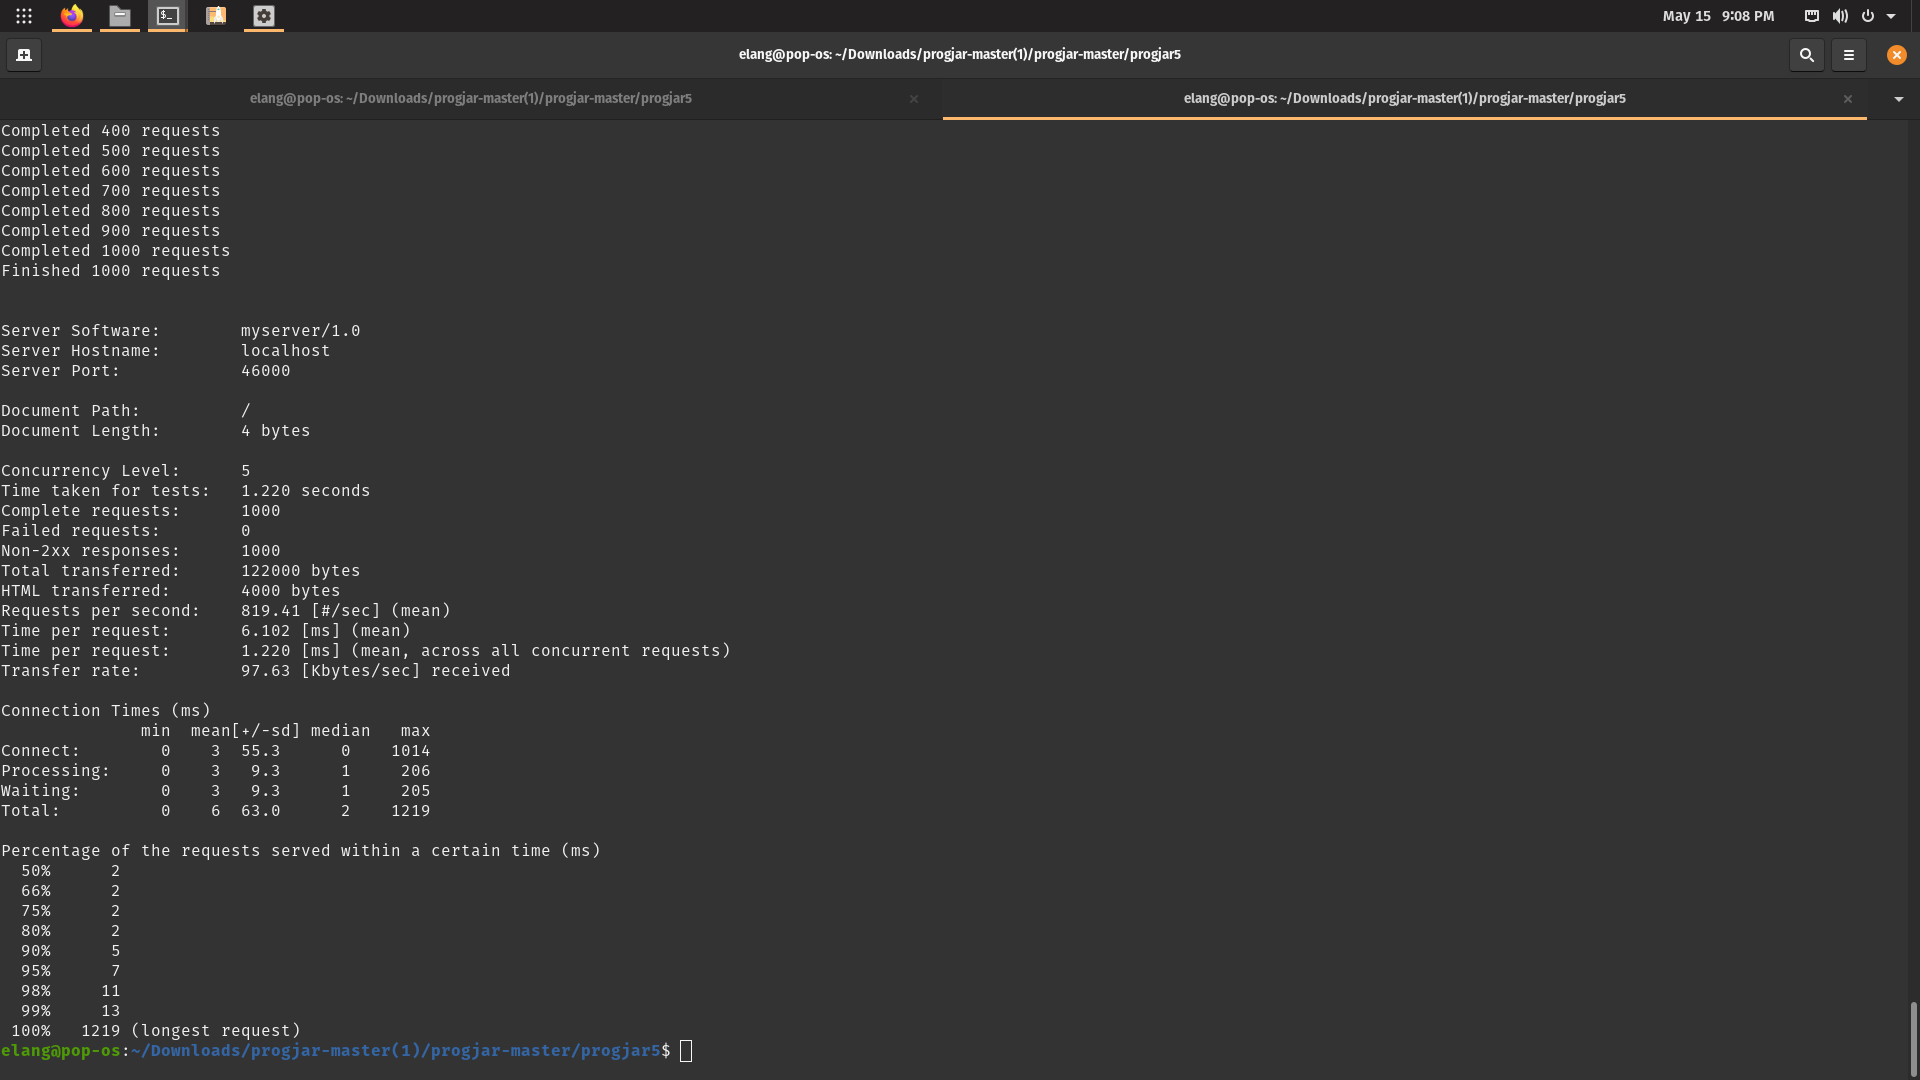 May 15 9:08 PM
elang@pop-os: ~/Downloads/progjar-master(1)/progjar-master/progjar5
elang@pop-os: ~/Downloads/progjar-master(1)/progjar-master/progjar5 elang@pop-os: ~/Downloads/progjar-master(1)/progjar-master/progjar5
Completed 400 requests
Completed 500 requests
Completed 600 requests
Completed 700 requests
Completed 800 requests
Completed 900 requests
Completed 1000 requests
Finished 1000 requests
Server Software:        myserver/1.0
Server Hostname:        localhost
Server Port:            46000
Document Path:          /
Document Length:        4 bytes
Concurrency Level:      5
Time taken for tests:   1.220 seconds
Complete requests:      1000
Failed requests:        0
Non-2xx responses:      1000
Total transferred:      122000 bytes
HTML transferred:       4000 bytes
Requests per second:    819.41 [#/sec] (mean)
Time per request:       6.102 [ms] (mean)
Time per request:       1.220 [ms] (mean, across all concurrent requests)
Transfer rate:          97.63 [Kbytes/sec] received
Connection Times (ms)
              min  mean[+/-sd] median   max
Connect:        0    3  55.3      0    1014
Processing:     0    3   9.3      1     206
Waiting:        0    3   9.3      1     205
Total:          0    6  63.0      2    1219
Percentage of the requests served within a certain time (ms)
  50%      2
  66%      2
  75%      2
  80%      2
  90%      5
  95%      7
  98%     11
  99%     13
 100%   1219 (longest request)
elang@pop-os:~/Downloads/progjar-master(1)/progjar-master/progjar5$